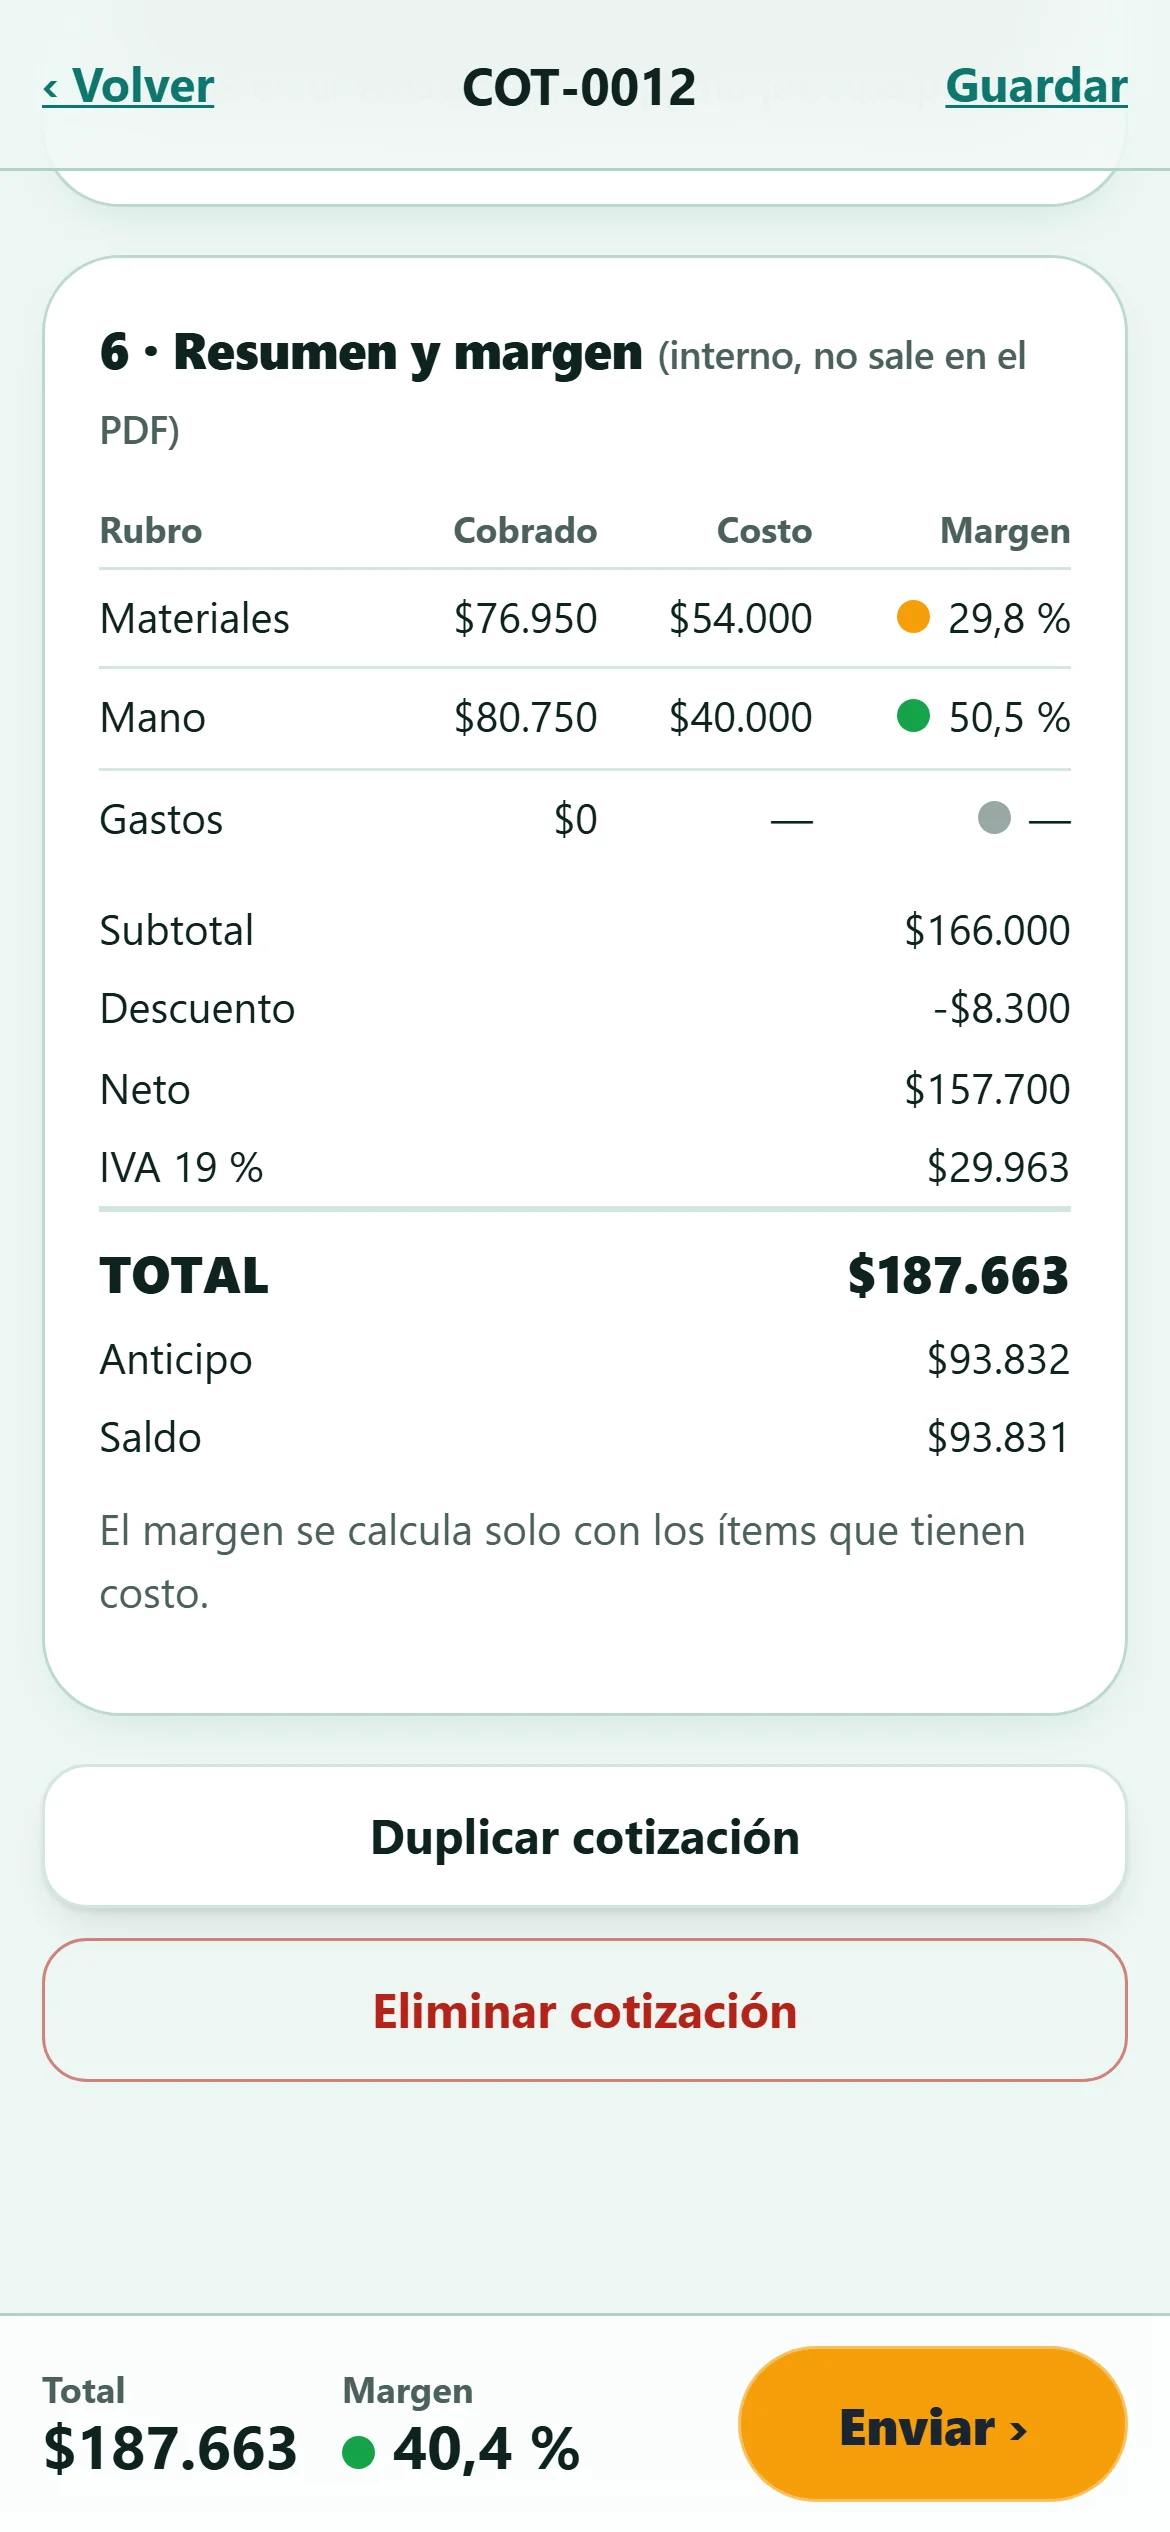 ‹ Volver COT-0012 Guardar
6 · Resumen y margen (interno, no sale en el
PDF)
Rubro Cobrado Costo Margen
Materiales $76.950 $54.000 29,8 %
Mano $80.750 $40.000 50,5 %
Gastos $0 — —
Subtotal $166.000
Descuento -$8.300
Neto $157.700
IVA 19 % $29.963
TOTAL $187.663
Anticipo $93.832
Saldo $93.831
El margen se calcula solo con los ítems que tienen
costo.
Duplicar cotización
Eliminar cotización
Total Margen
$187.663 40,4 % Enviar ›